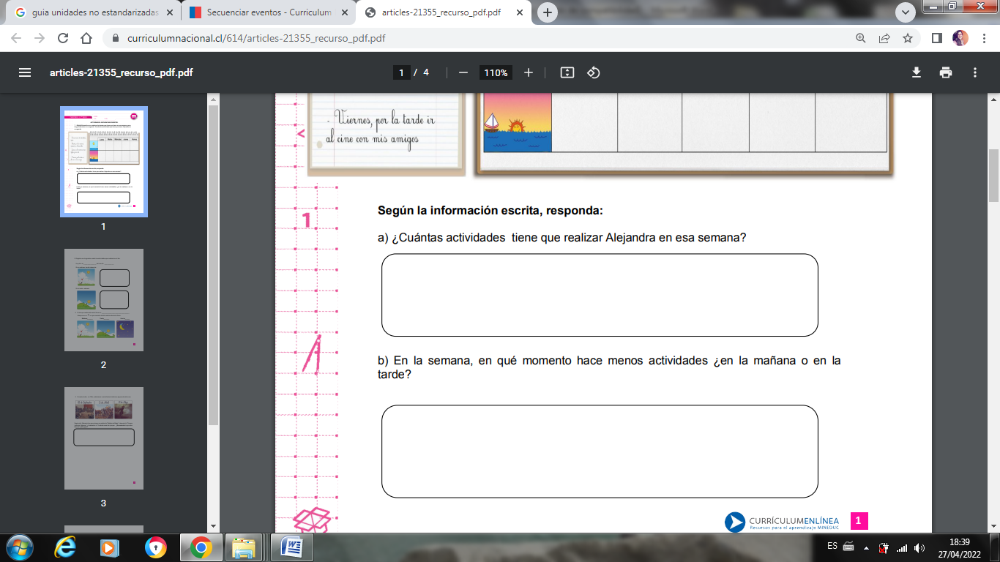 guia unidades no estandarizadas
Secuenciar eventos - Curriculum
articles-21355_recurso_pdf.pdf
curriculumnacional.cl/614/articles-21355_recurso_pdf.pdf
articles-21355_recurso_pdf.pdf
1 / 4
110%
- Viernes, por la tarde ir
al cine con mis amigos
1
Según la información escrita, responda:
a) ¿Cuántas actividades tiene que realizar Alejandra en esa semana?
b) En la semana, en qué momento hace menos actividades ¿en la mañana o en la
tarde?
CURRÍCULUMENLÍNEA
Recursos para el aprendizaje MINEDUC
1
1
2
3
ES
18:39
27/04/2022